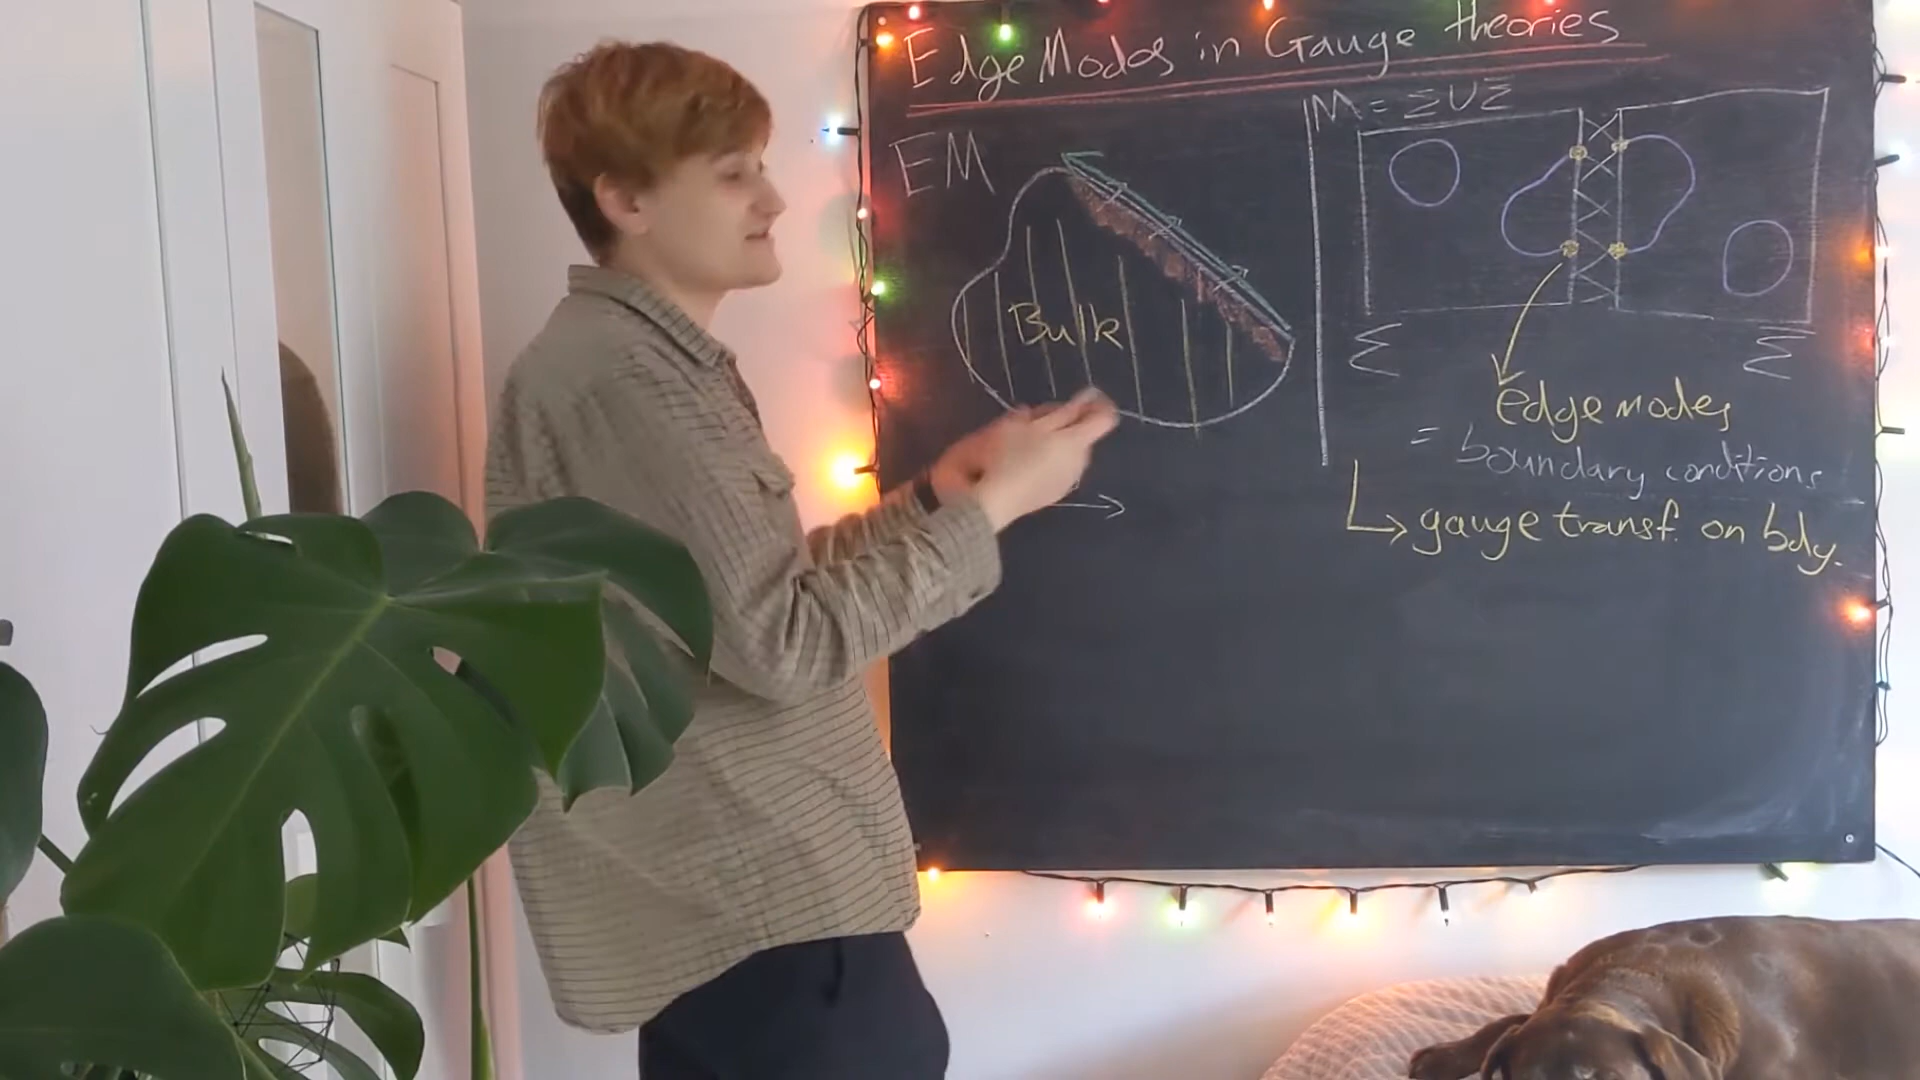 Edge Modes in Gauge theories
EM
Bulk
M = Σ U Σ̄
Σ
Σ̄
edge modes
= boundary conditions
↳ gauge transf. on bdy.